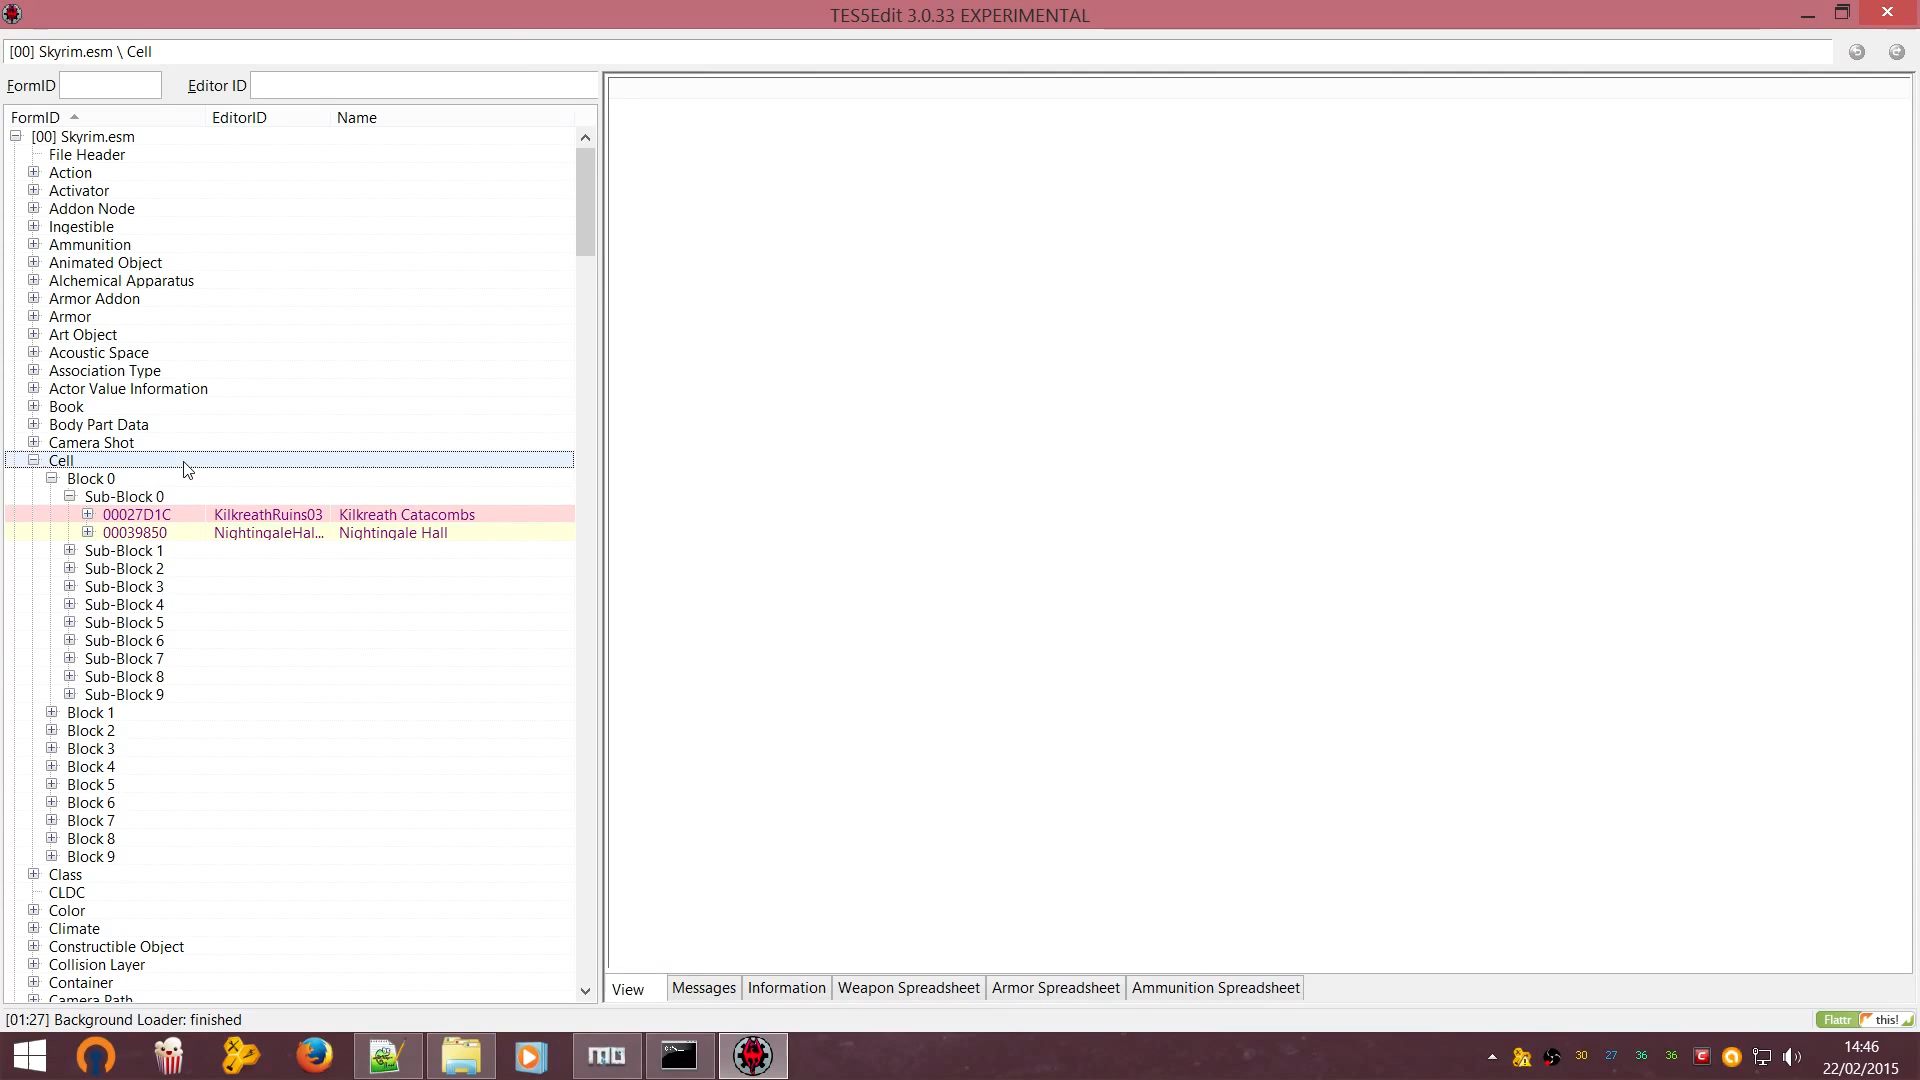 TES5Edit 3.0.33 EXPERIMENTAL
[00] Skyrim.esm \ Cell
FormID
Editor ID
FormID EditorID Name
[00] Skyrim.esm
File Header
Action
Activator
Addon Node
Ingestible
Ammunition
Animated Object
Alchemical Apparatus
Armor Addon
Armor
Art Object
Acoustic Space
Association Type
Actor Value Information
Book
Body Part Data
Camera Shot
Cell
Block 0
Sub-Block 0
00027D1C KilkreathRuins03 Kilkreath Catacombs
00039850 NightingaleHal... Nightingale Hall
Sub-Block 1
Sub-Block 2
Sub-Block 3
Sub-Block 4
Sub-Block 5
Sub-Block 6
Sub-Block 7
Sub-Block 8
Sub-Block 9
Block 1
Block 2
Block 3
Block 4
Block 5
Block 6
Block 7
Block 8
Block 9
Class
CLDC
Color
Climate
Constructible Object
Collision Layer
Container
Camera Path
View Messages Information Weapon Spreadsheet Armor Spreadsheet Ammunition Spreadsheet
[01:27] Background Loader: finished
Flattr this!
30 27 36 36
14:46
22/02/2015